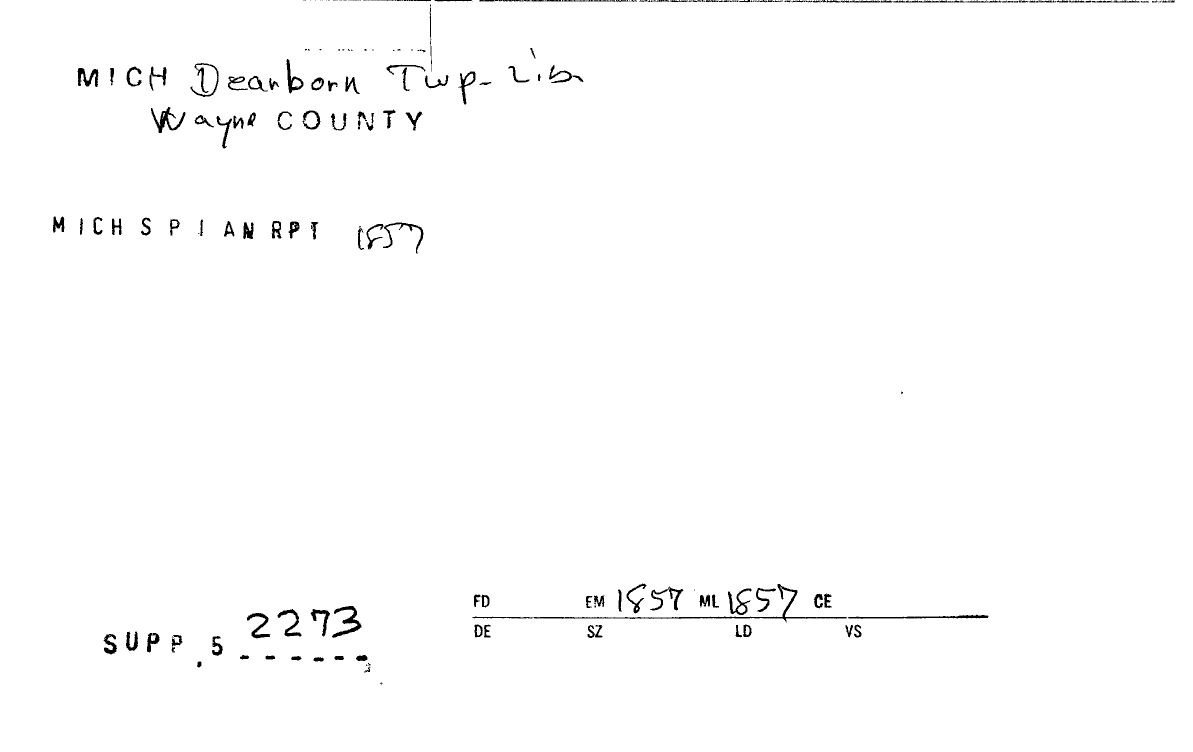 MICH Dearborn Twp. Lib
Wayne COUNTY
MICH S P I AN RPT 1857
FD EM 1857 ML 1857 CE
DE SZ LD VS
SUPP. 5 2273